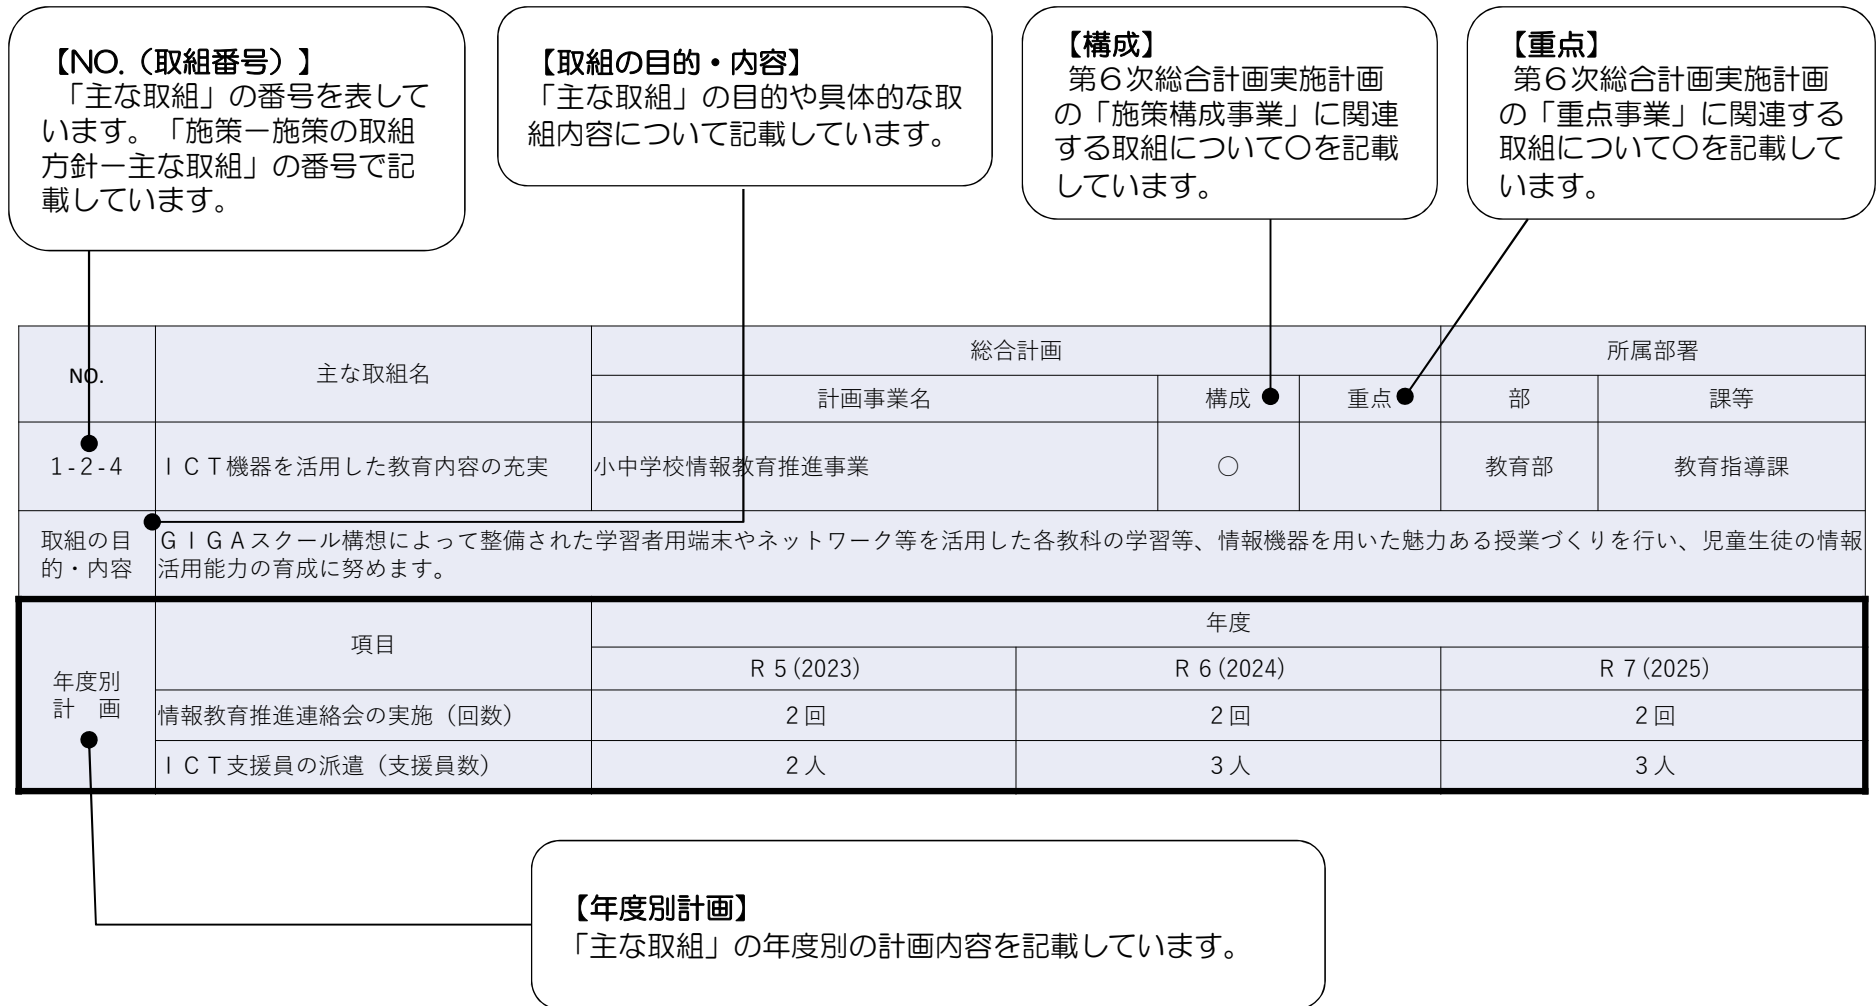 【NO.（取組番号）】
「主な取組」の番号を表して
います。「施策－施策の取組
方針－主な取組」の番号で記
載しています。
【取組の目的・内容】
「主な取組」の目的や具体的な取
組内容について記載しています。
【構成】
第６次総合計画実施計画
の「施策構成事業」に関連
する取組について〇を記載
しています。
【重点】
第６次総合計画実施計画
の「重点事業」に関連する
取組について〇を記載して
います。
NO. 主な取組名 総合計画 所属部署
計画事業名 構成 重点 部 課等
1-2-4 ＩＣＴ機器を活用した教育内容の充実 小中学校情報教育推進事業 〇 教育部 教育指導課
取組の目
的・内容
ＧＩＧＡスクール構想によって整備された学習者用端末やネットワーク等を活用した各教科の学習等、情報機器を用いた魅力ある授業づくりを行い、児童生徒の情報
活用能力の育成に努めます。
年度別
計　画
項目 年度
Ｒ５(2023) Ｒ６(2024) Ｒ７(2025)
情報教育推進連絡会の実施（回数） ２回 ２回 ２回
ＩＣＴ支援員の派遣（支援員数） ２人 ３人 ３人
【年度別計画】
「主な取組」の年度別の計画内容を記載しています。